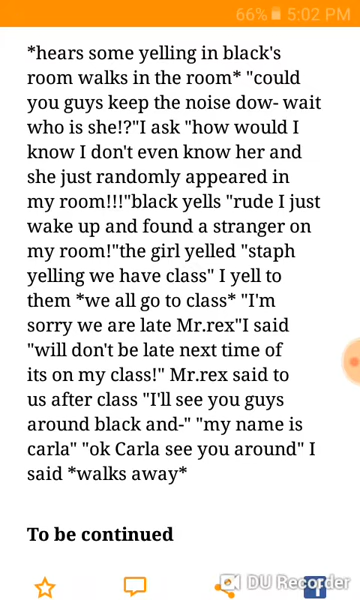 66% 5:02 PM
*hears some yelling in black's
room walks in the room* "could
you guys keep the noise dow- wait
who is she!?"I ask "how would I
know I don't even know her and
she just randomly appeared in
my room!!!"black yells "rude I just
wake up and found a stranger on
my room!"the girl yelled "staph
yelling we have class" I yell to
them *we all go to class* "I'm
sorry we are late Mr.rex"I said
"will don't be late next time of
its on my class!" Mr.rex said to
us after class "I'll see you guys
around black and-" "my name is
carla" "ok Carla see you around" I
said *walks away*
To be continued
DU Recorder